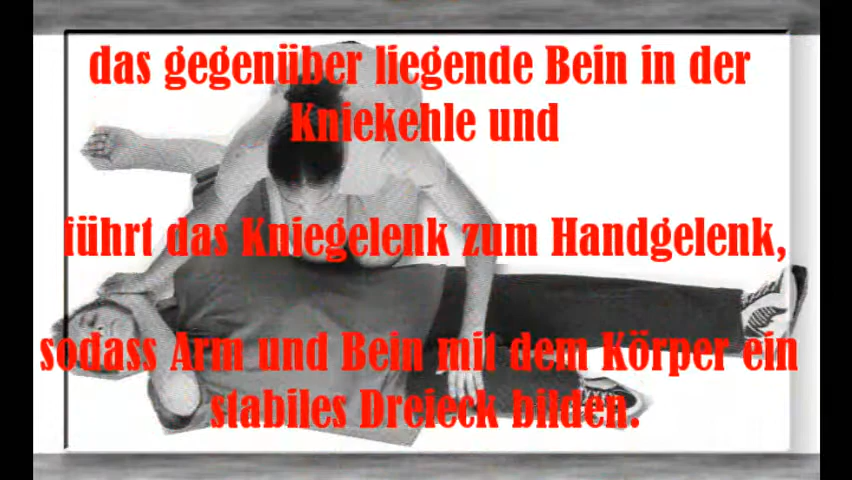 das gegenüber liegende Bein in der
Kniekehle und
führt das Kniegelenk zum Handgelenk,
sodass Arm und Bein mit dem Körper ein
stabiles Dreieck bilden.